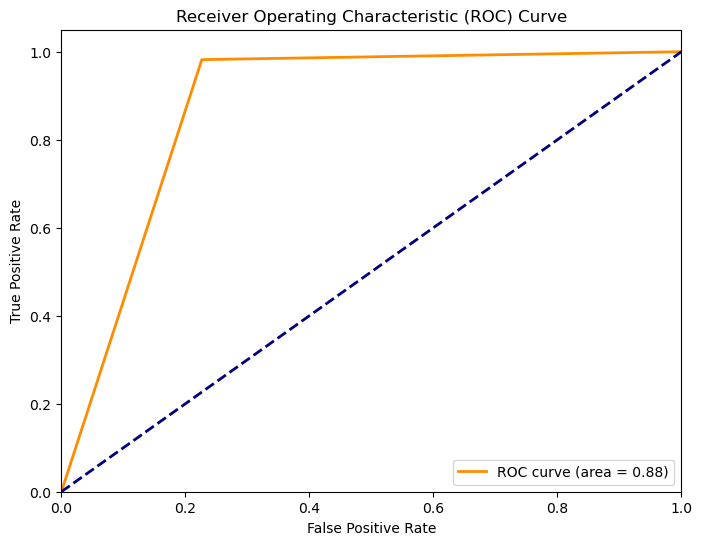 Receiver Operating Characteristic (ROC) Curve
1.0
0.8
0.6
0.4
0.2
0.0
True Positive Rate
ROC curve (area = 0.88)
0.0 0.2 0.4 0.6 0.8 1.0
False Positive Rate